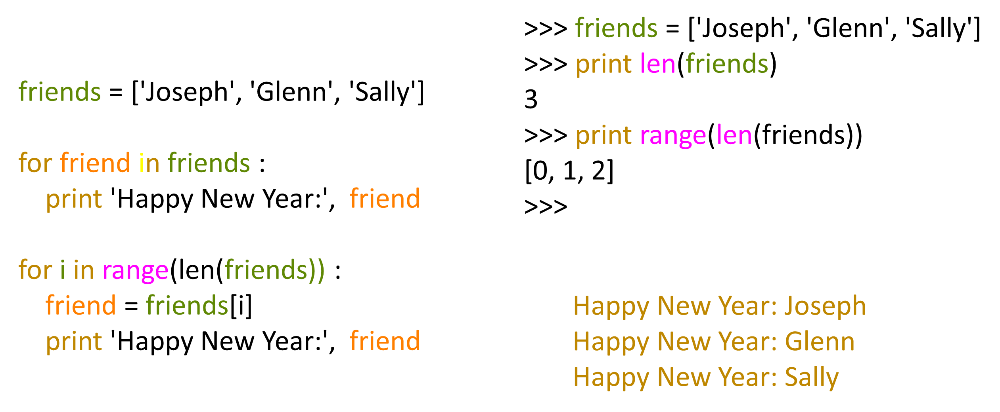 friends = ['Joseph', 'Glenn', 'Sally']
for friend in friends :
print 'Happy New Year:',  friend
for i in range(len(friends)) :
friend = friends[i]
print 'Happy New Year:',  friend
>>> friends = ['Joseph', 'Glenn', 'Sally']
>>> print len(friends)
3
>>> print range(len(friends))
[0, 1, 2]
>>>
Happy New Year: Joseph
Happy New Year: Glenn
Happy New Year: Sally